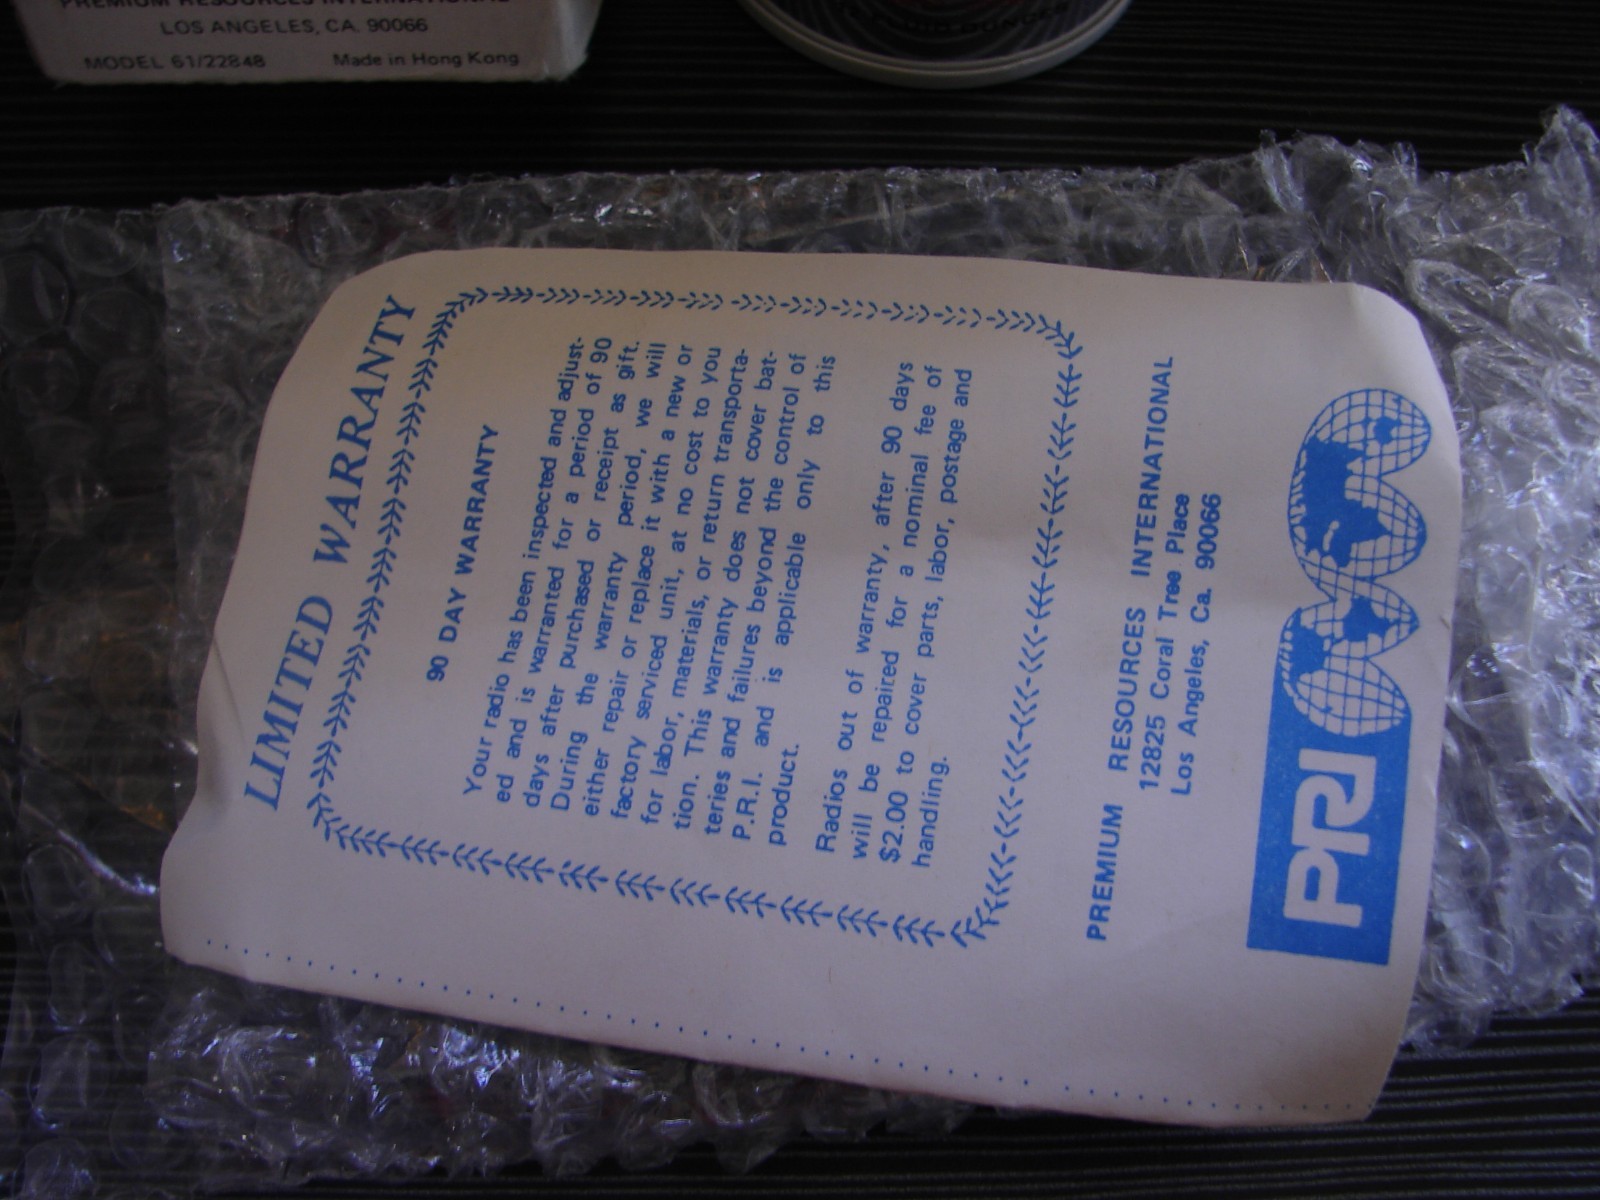 PREMIUM RESOURCES INTERNATIONAL
LOS ANGELES, CA. 90066
MODEL 61/22848 Made in Hong Kong
FLUID OUNCES
LIMITED WARRANTY
90 DAY WARRANTY
Your radio has been inspected and adjust-
ed and is warranted for a period of 90
days after purchased or receipt as gift.
During the warranty period, we will
either repair or replace it with a new or
factory serviced unit, at no cost to you
for labor, materials, or return transporta-
tion. This warranty does not cover bat-
teries and failures beyond the control of
P.R.I. and is applicable only to this
product.
Radios out of warranty, after 90 days
will be repaired for a nominal fee of
$2.00 to cover parts, labor, postage and
handling.
PREMIUM RESOURCES INTERNATIONAL
12825 Coral Tree Place
Los Angeles, Ca. 90066
PRI